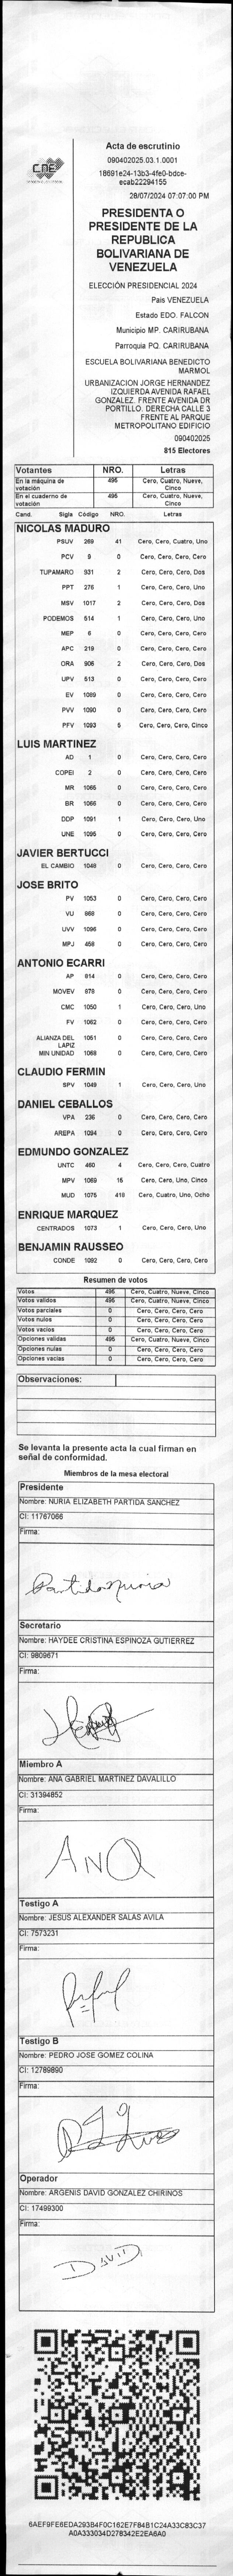 CNE
Acta de escrutinio
090402025.03.1.0001
18691e24-13b3-4fe0-bdce-
ecab22294155
28/07/2024 07:07:00 PM
PRESIDENTA O
PRESIDENTE DE LA
REPUBLICA
BOLIVARIANA DE
VENEZUELA
ELECCIÓN PRESIDENCIAL 2024
Pais VENEZUELA
Estado EDO. FALCON
Municipio MP. CARIRUBANA
Parroquia PQ. CARIRUBANA
ESCUELA BOLIVARIANA BENEDICTO
MARMOL
URBANIZACION JORGE HERNANDEZ
IZQUIERDA AVENIDA RAFAEL
GONZALEZ. FRENTE AVENIDA DR
PORTILLO. DERECHA CALLE 3
FRENTE AL PARQUE
METROPOLITANO EDIFICIO
090402025
815 Electores
Votantes NRO. Letras
En la máquina de votación 495 Cero, Cuatro, Nueve, Cinco
En el cuaderno de votación 495 Cero, Cuatro, Nueve, Cinco
Cand. Sigla Código NRO. Letras
NICOLAS MADURO
PSUV 269 41 Cero, Cero, Cuatro, Uno
PCV 9 0 Cero, Cero, Cero, Cero
TUPAMARO 931 2 Cero, Cero, Cero, Dos
PPT 276 1 Cero, Cero, Cero, Uno
MSV 1017 2 Cero, Cero, Cero, Dos
PODEMOS 514 1 Cero, Cero, Cero, Uno
MEP 6 0 Cero, Cero, Cero, Cero
APC 219 0 Cero, Cero, Cero, Cero
ORA 906 2 Cero, Cero, Cero, Dos
UPV 513 0 Cero, Cero, Cero, Cero
EV 1089 0 Cero, Cero, Cero, Cero
PVV 1090 0 Cero, Cero, Cero, Cero
PFV 1093 5 Cero, Cero, Cero, Cinco
LUIS MARTINEZ
AD 1 0 Cero, Cero, Cero, Cero
COPEI 2 0 Cero, Cero, Cero, Cero
MR 1065 0 Cero, Cero, Cero, Cero
BR 1066 0 Cero, Cero, Cero, Cero
DDP 1091 1 Cero, Cero, Cero, Uno
UNE 1095 0 Cero, Cero, Cero, Cero
JAVIER BERTUCCI
EL CAMBIO 1048 0 Cero, Cero, Cero, Cero
JOSE BRITO
PV 1053 0 Cero, Cero, Cero, Cero
VU 868 0 Cero, Cero, Cero, Cero
UVV 1096 0 Cero, Cero, Cero, Cero
MPJ 458 0 Cero, Cero, Cero, Cero
ANTONIO ECARRI
AP 814 0 Cero, Cero, Cero, Cero
MOVEV 879 0 Cero, Cero, Cero, Cero
CMC 1050 1 Cero, Cero, Cero, Uno
FV 1062 0 Cero, Cero, Cero, Cero
ALIANZA DEL LAPIZ 1051 0 Cero, Cero, Cero, Cero
MIN UNIDAD 1068 0 Cero, Cero, Cero, Cero
CLAUDIO FERMIN
SPV 1049 1 Cero, Cero, Cero, Uno
DANIEL CEBALLOS
VPA 236 0 Cero, Cero, Cero, Cero
AREPA 1094 0 Cero, Cero, Cero, Cero
EDMUNDO GONZALEZ
UNTC 460 4 Cero, Cero, Cero, Cuatro
MPV 1069 15 Cero, Cero, Uno, Cinco
MUD 1075 418 Cero, Cuatro, Uno, Ocho
ENRIQUE MARQUEZ
CENTRADOS 1073 1 Cero, Cero, Cero, Uno
BENJAMIN RAUSSEO
CONDE 1092 0 Cero, Cero, Cero, Cero
Resumen de votos
Votos 495 Cero, Cuatro, Nueve, Cinco
Votos validos 495 Cero, Cuatro, Nueve, Cinco
Votos parciales 0 Cero, Cero, Cero, Cero
Votos nulos 0 Cero, Cero, Cero, Cero
Votos vacios 0 Cero, Cero, Cero, Cero
Opciones validas 495 Cero, Cuatro, Nueve, Cinco
Opciones nulas 0 Cero, Cero, Cero, Cero
Opciones vacias 0 Cero, Cero, Cero, Cero
Observaciones:
Se levanta la presente acta la cual firman en
señal de conformidad.
Miembros de la mesa electoral
Presidente
Nombre: NURIA ELIZABETH PARTIDA SANCHEZ
CI: 11767066
Firma:
Partida Nuria
Secretario
Nombre: HAYDEE CRISTINA ESPINOZA GUTIERREZ
CI: 9809671
Firma:
Miembro A
Nombre: ANA GABRIEL MARTINEZ DAVALILLO
CI: 31394852
Firma:
ANA
Testigo A
Nombre: JESUS ALEXANDER SALAS AVILA
CI: 7573231
Firma:
Testigo B
Nombre: PEDRO JOSE GOMEZ COLINA
CI: 12789890
Firma:
Operador
Nombre: ARGENIS DAVID GONZALEZ CHIRINOS
CI: 17499300
Firma:
DAVID
6AEF9FE6EDA293B4F0C162E7F84B1C24A33C83C37
A0A333034D278342E2EA6A0